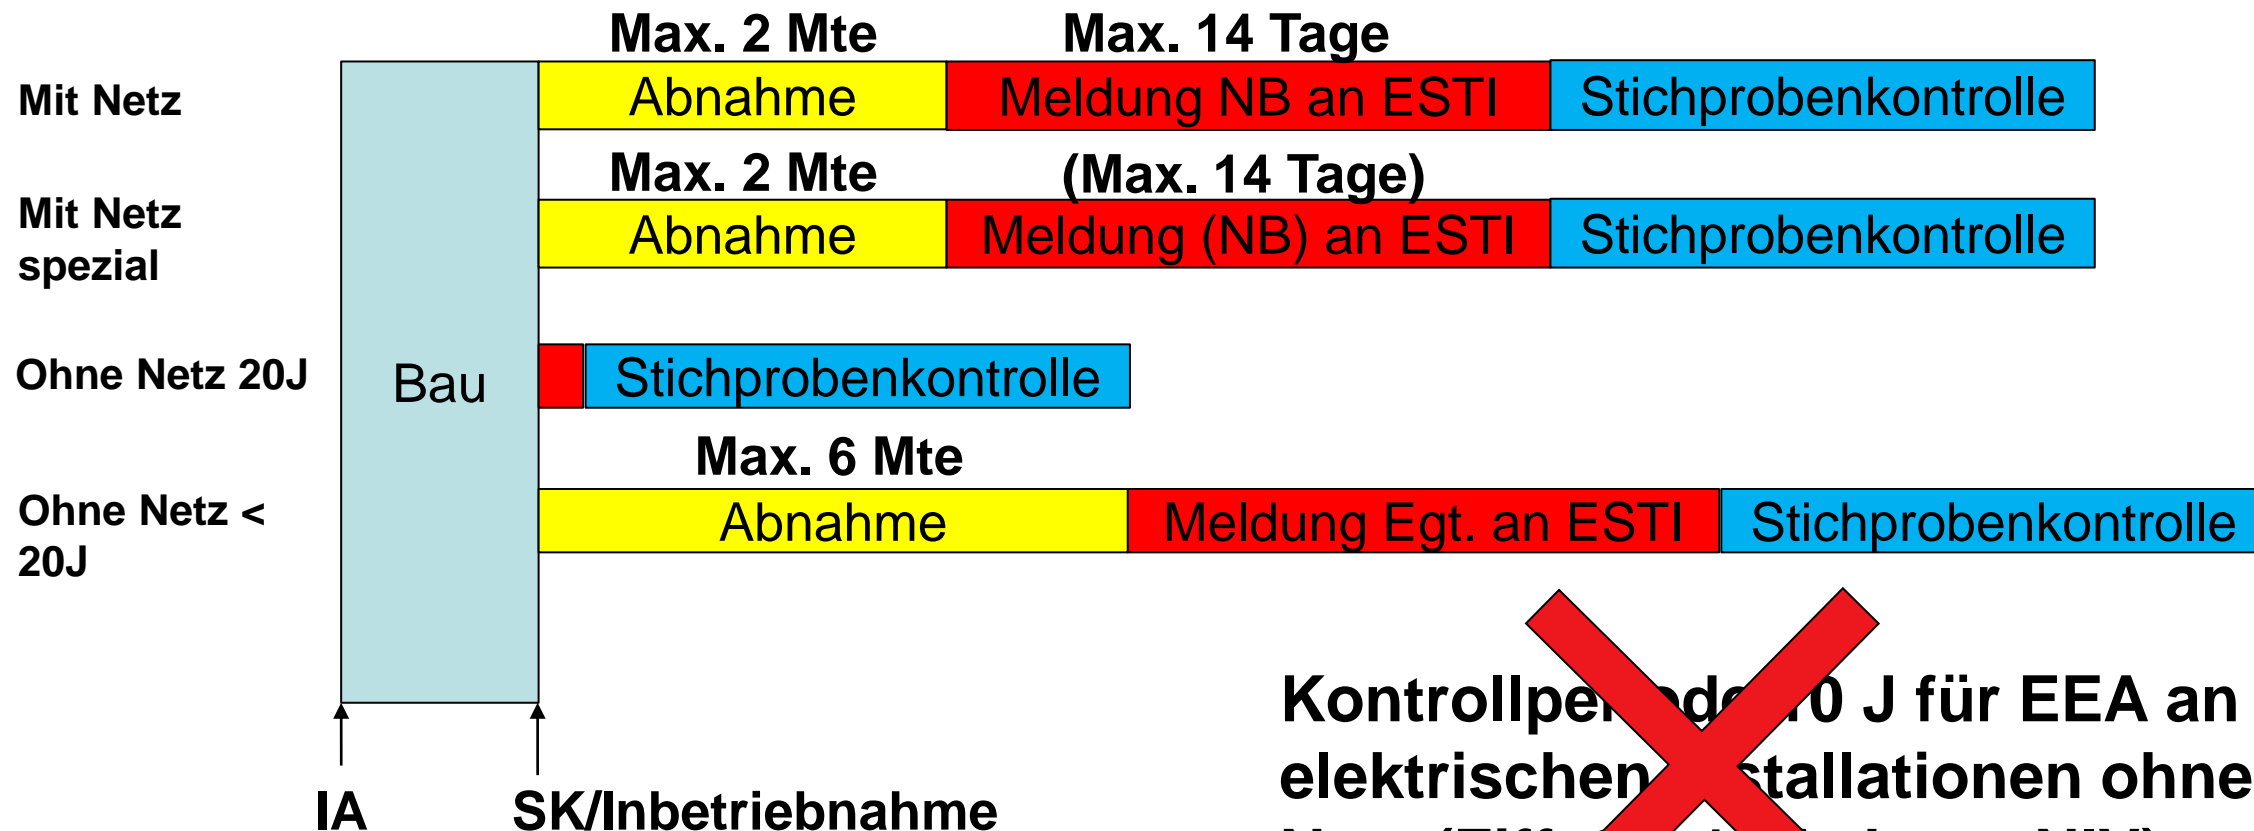 Max. 2 Mte Max. 14 Tage
Mit Netz Abnahme Meldung NB an ESTI Stichprobenkontrolle
Max. 2 Mte (Max. 14 Tage)
Mit Netz
spezial
Abnahme Meldung (NB) an ESTI Stichprobenkontrolle
Ohne Netz 20J Bau Stichprobenkontrolle
Max. 6 Mte
Ohne Netz <
20J
Abnahme Meldung Egt. an ESTI Stichprobenkontrolle
J für EEA an
elektrischen ohne
IA SK/Inbetriebnahme